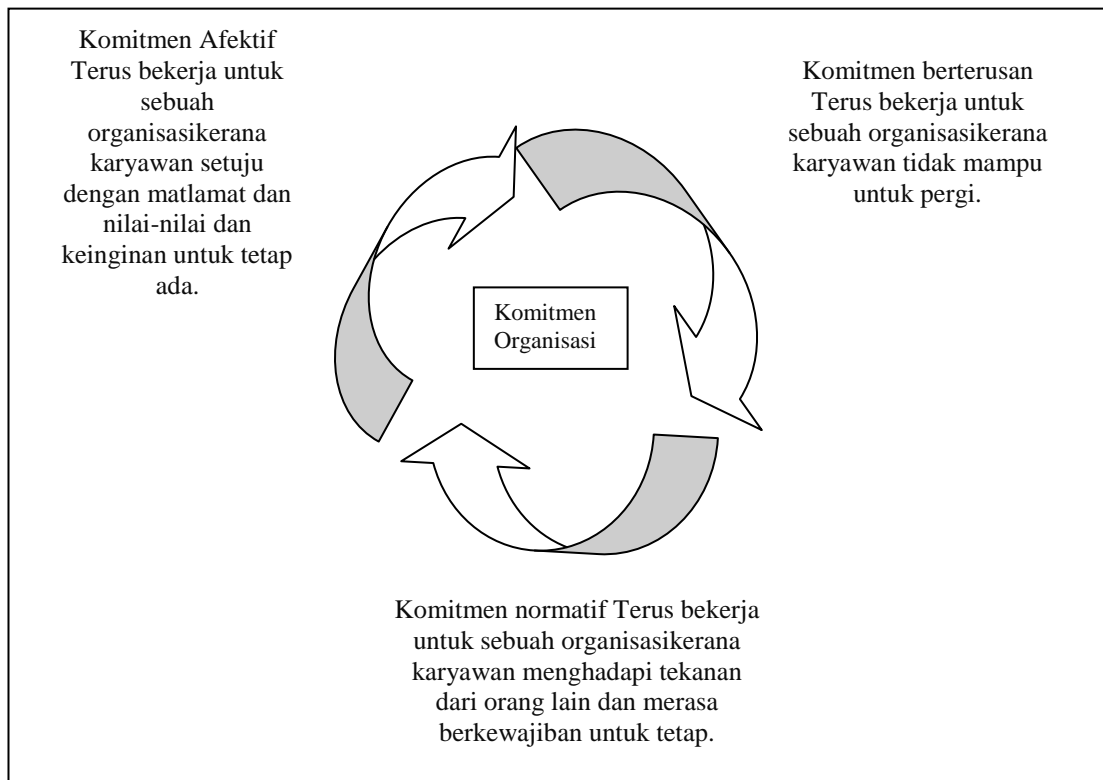 Komitmen Afektif
Terus bekerja untuk
sebuah
organisasikerana
karyawan setuju
dengan matlamat dan
nilai-nilai dan
keinginan untuk tetap
ada.
Komitmen berterusan
Terus bekerja untuk
sebuah organisasikerana
karyawan tidak mampu
untuk pergi.
Komitmen
Organisasi
Komitmen normatif Terus bekerja
untuk sebuah organisasikerana
karyawan menghadapi tekanan
dari orang lain dan merasa
berkewajiban untuk tetap.